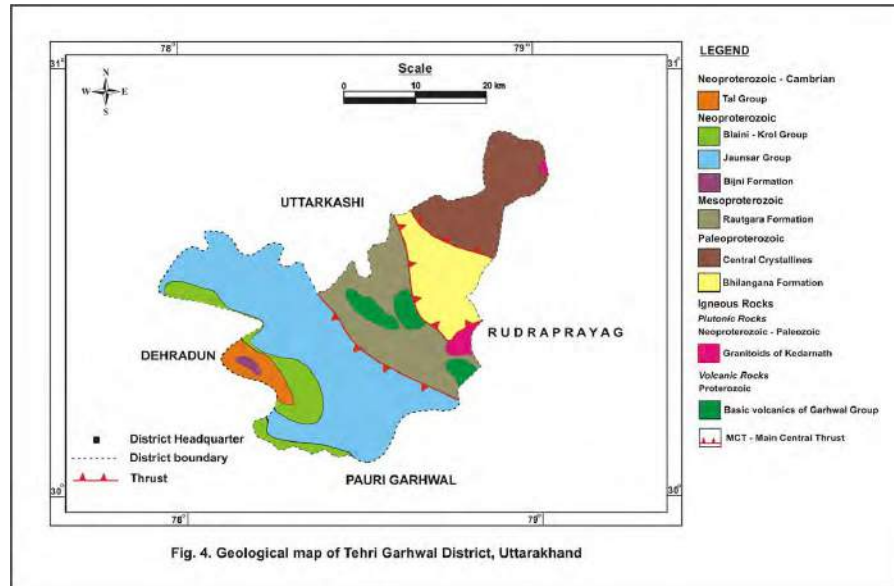 78°
79°
31°
31°
N
W E
S
Scale
0 10 20 km
UTTARKASHI
RUDRAPRAYAG
DEHRADUN
PAURI GARHWAL
District Headquarter
District boundary
Thrust
30°
30°
78°
79°
LEGEND
Neoproterozoic - Cambrian
Tal Group
Neoproterozoic
Blaini - Krol Group
Jaunsar Group
Bijni Formation
Mesoproterozoic
Rautgara Formation
Paleoproterozoic
Central Crystallines
Bhilangana Formation
Igneous Rocks
Plutonic Rocks
Neoproterozoic - Paleozoic
Granitoids of Kedarnath
Volcanic Rocks
Proterozoic
Basic volcanics of Garhwal Group
MCT - Main Central Thrust
Fig. 4. Geological map of Tehri Garhwal District, Uttarakhand